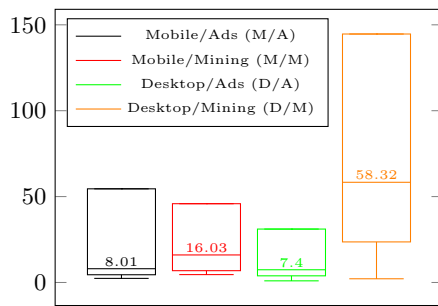 150
100
50
0
Mobile/Ads (M/A)
Mobile/Mining (M/M)
Desktop/Ads (D/A)
Desktop/Mining (D/M)
8.01
16.03
7.4
58.32